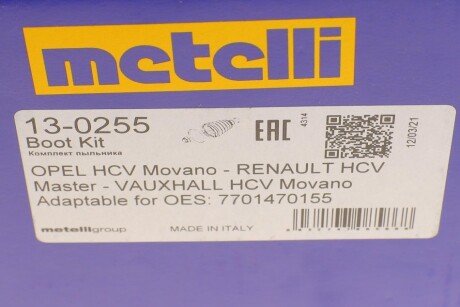 metelli
13-0255
Boot Kit
Комплект пыльника
EAC
4314
12/03/21
OPEL HCV Movano - RENAULT HCV
Master - VAUXHALL HCV Movano
Adaptable for OES: 7701470155
metelligroup
MADE IN ITALY